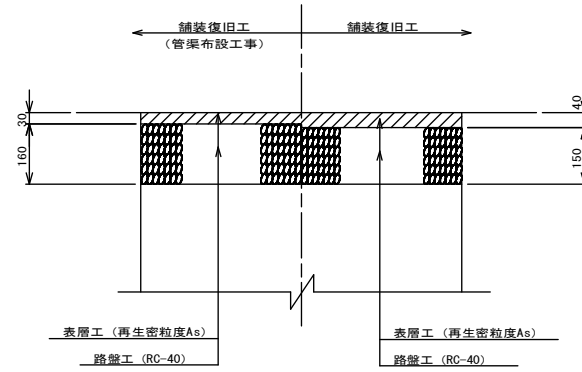 舗装復旧工
(管渠布設工事)
舗装復旧工
30
160
40
150
表層工 (再生密粒度As)
路盤工 (RC-40)
表層工 (再生密粒度As)
路盤工 (RC-40)